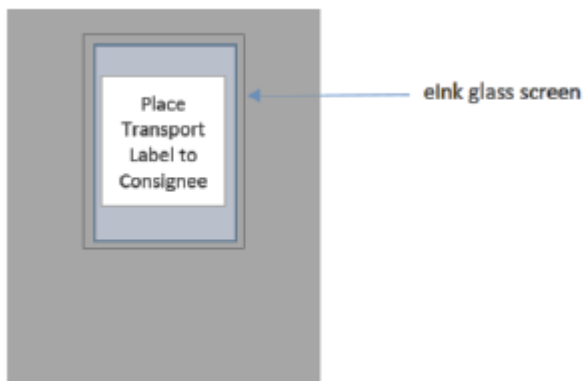 Place
Transport
Label to
Consignee
eInk glass screen